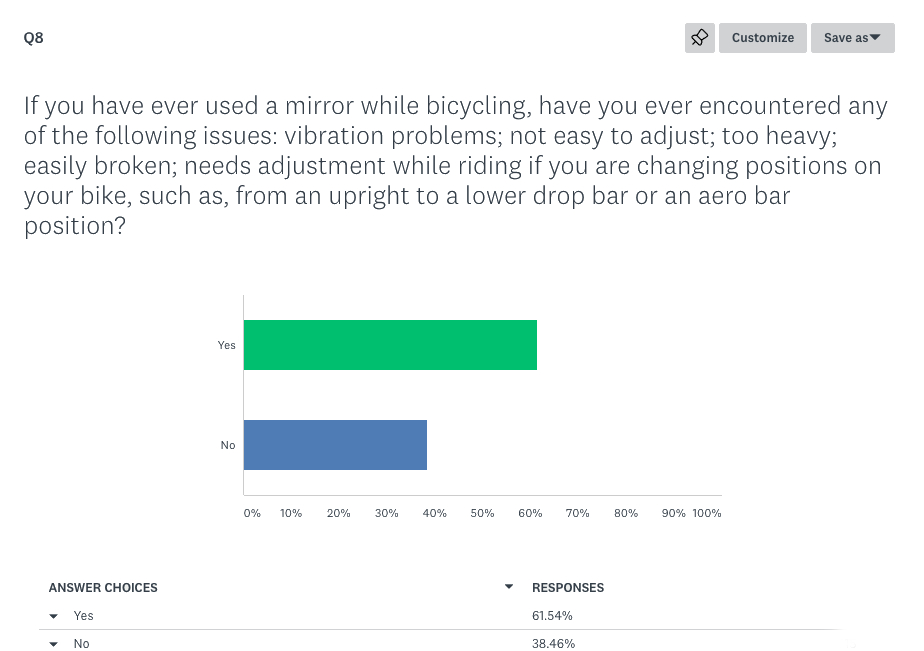 Q8
Customize
Save as
If you have ever used a mirror while bicycling, have you ever encountered any
of the following issues: vibration problems; not easy to adjust; too heavy;
easily broken; needs adjustment while riding if you are changing positions on
your bike, such as, from an upright to a lower drop bar or an aero bar
position?
Yes
No
0% 10% 20% 30% 40% 50% 60% 70% 80% 90% 100%
ANSWER CHOICES RESPONSES
Yes 61.54%
No 38.46%